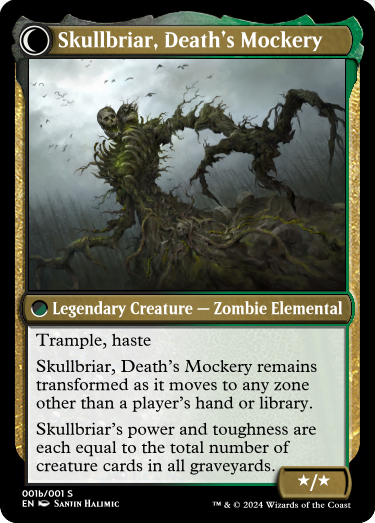 Skullbriar, Death's Mockery
Legendary Creature — Zombie Elemental
Trample, haste
Skullbriar, Death's Mockery remains
transformed as it moves to any zone
other than a player's hand or library.
Skullbriar's power and toughness are
each equal to the total number of
creature cards in all graveyards.
★/★
001b/001 S
EN Santin Halimic
™ & © 2024 Wizards of the Coast